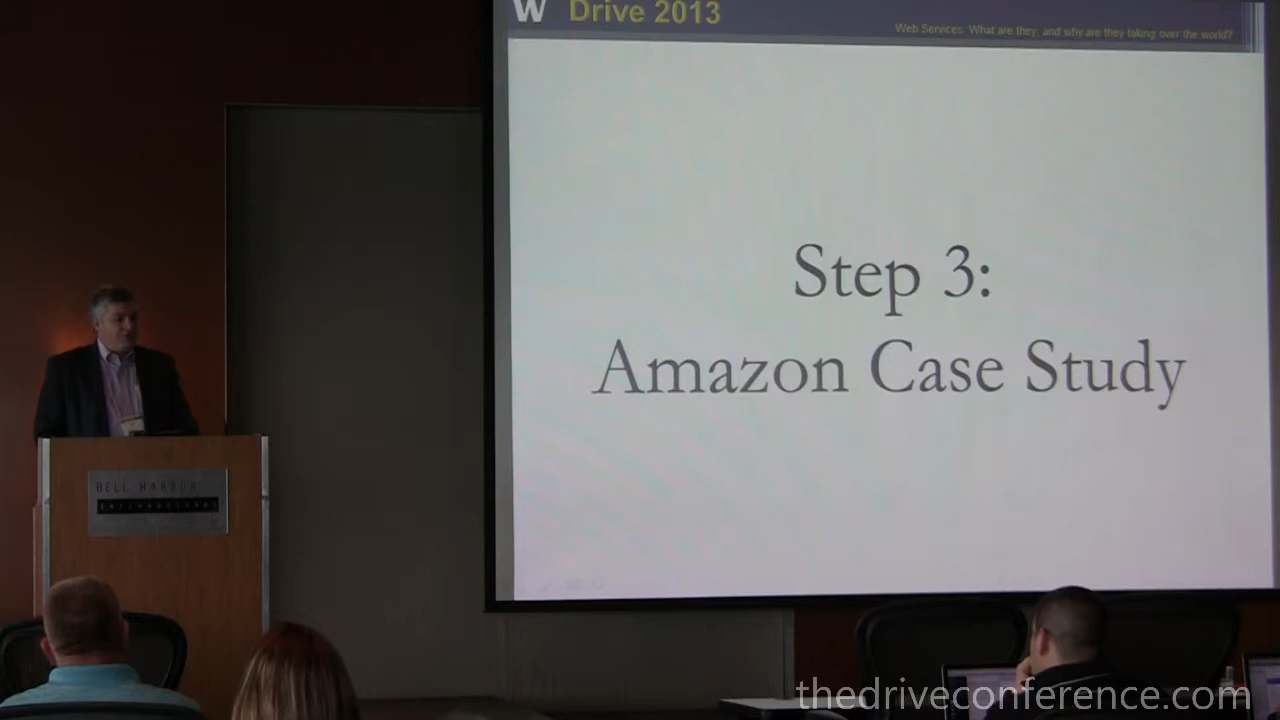 W Drive 2013
Web Services: What are they, and why are they taking over the world?
Step 3:
Amazon Case Study
BELL HARBOR
INTERNATIONAL
thedriveconference.com